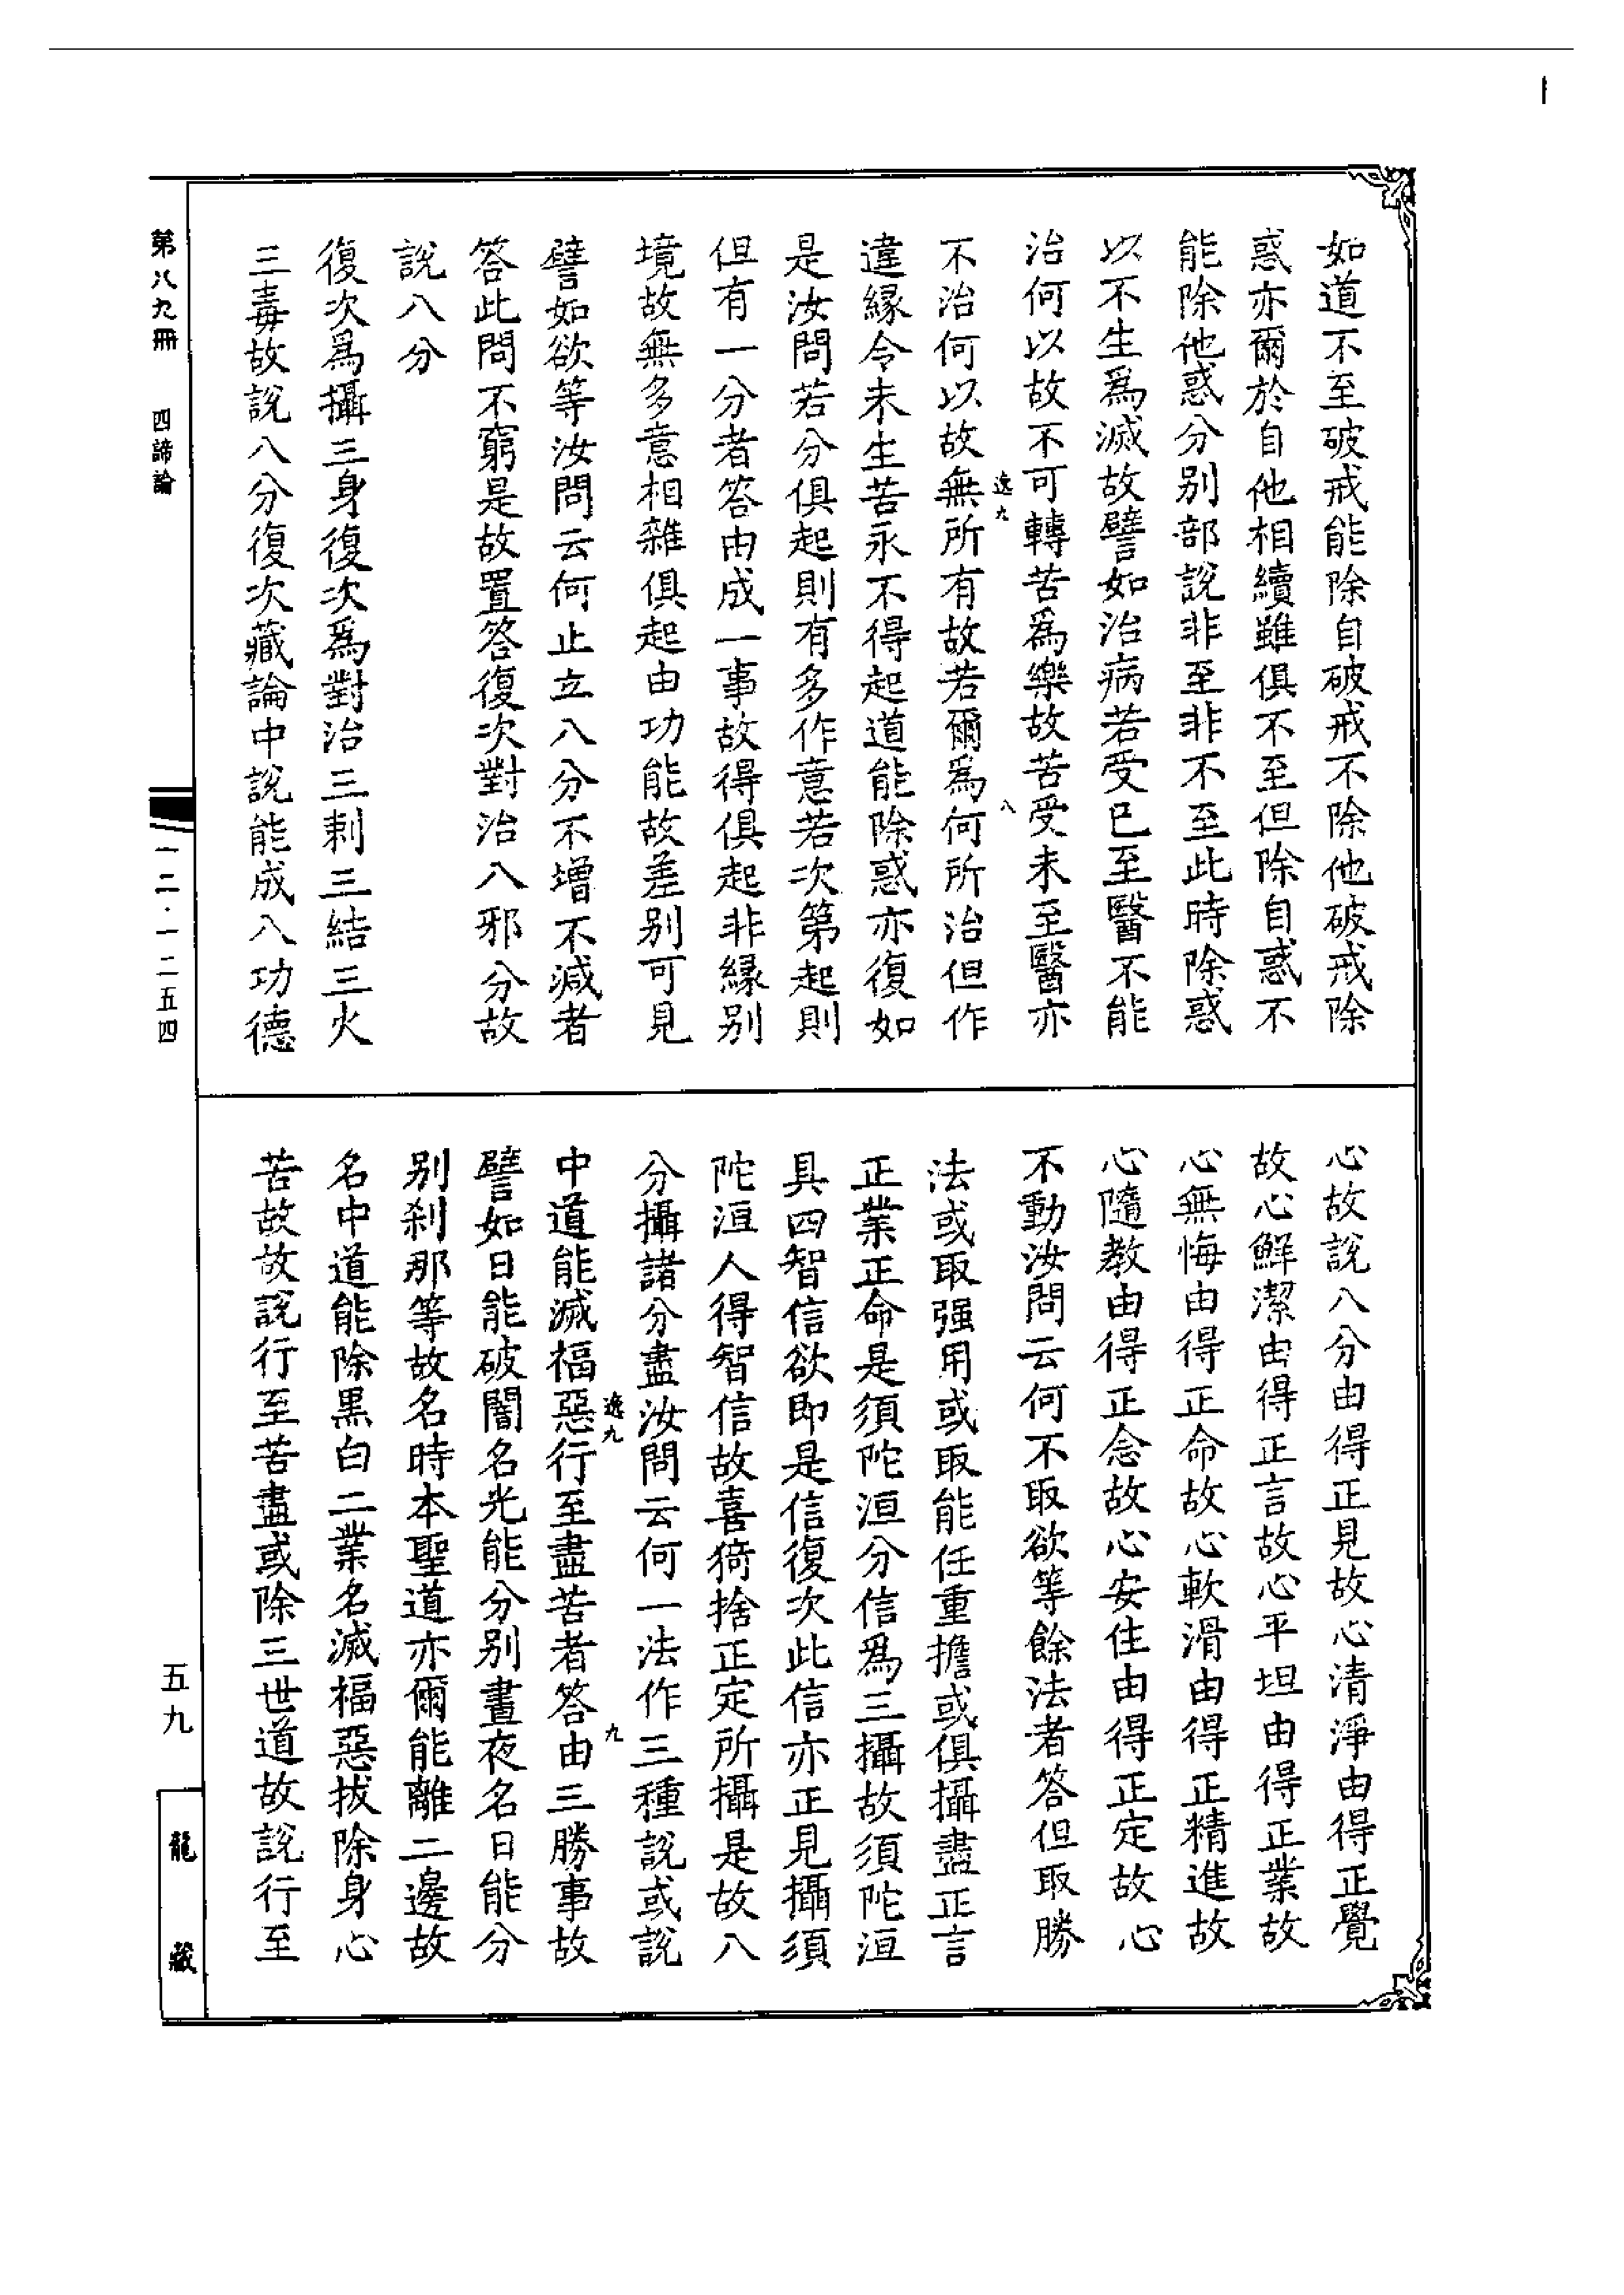 如道不至破戒能除自破戒不除他破戒除
惑亦爾於自他相續雖俱不至但除自惑不
能除他惑分別部說非至非不至此時除惑
以不生爲滅故譬如治病若受已至醫不能
治何以故不可轉苦爲樂故苦受未至醫亦
逸九
八
不治何以故無所有故若爾爲何所治但作
違緣令未生苦永不得起道能除惑亦復如
是汝問若分俱起則有多作意若次第起則
但有一分者答由成一事故得俱起非緣別
境故無多意相雜俱起由功能故差別可見
譬如欲等汝問云何止立八分不增不減者
答此問不窮是故置答復次對治八邪分故
說八分
復次爲攝三身復次爲對治三刺三結三火
三毒故說八分復次藏論中說能成八功德
心故說八分由得正見故心清淨由得正覺
故心鮮潔由得正言故心平坦由得正業故
心無悔由得正命故心軟滑由得正精進故
心隨教由得正念故心安住由得正定故心
不動汝問云何不取欲等餘法者答但取勝
法或取强用或取能任重擔或俱攝盡正言
正業正命是須陀洹分信爲三攝故須陀洹
具四智信欲即是信復次此信亦正見攝須
陀洹人得智信故喜猗捨正定所攝是故八
分攝諸分盡汝問云何一法作三種說或說
逸九
九
中道能滅福惡行至盡苦者答由三勝事故
譬如日能破闇名光能分別晝夜名日能分
別刹那等故名時本聖道亦爾能離二邊故
名中道能除黒白二業名滅福惡拔除身心
苦故故說行至苦盡或除三世道故說行至
第八九冊
四諦論
一二·一二五四
五九
龍藏